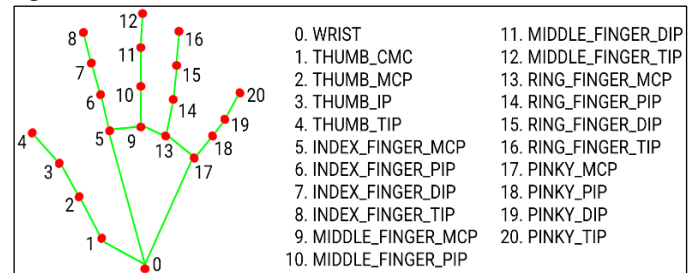 12
8
16
11
7
15
20
10
6
14
19
4
5
9
13
18
3
17
2
1
0
0. WRIST
1. THUMB_CMC
2. THUMB_MCP
3. THUMB_IP
4. THUMB_TIP
5. INDEX_FINGER_MCP
6. INDEX_FINGER_PIP
7. INDEX_FINGER_DIP
8. INDEX_FINGER_TIP
9. MIDDLE_FINGER_MCP
10. MIDDLE_FINGER_PIP
11. MIDDLE_FINGER_DIP
12. MIDDLE_FINGER_TIP
13. RING_FINGER_MCP
14. RING_FINGER_PIP
15. RING_FINGER_DIP
16. RING_FINGER_TIP
17. PINKY_MCP
18. PINKY_PIP
19. PINKY_DIP
20. PINKY_TIP